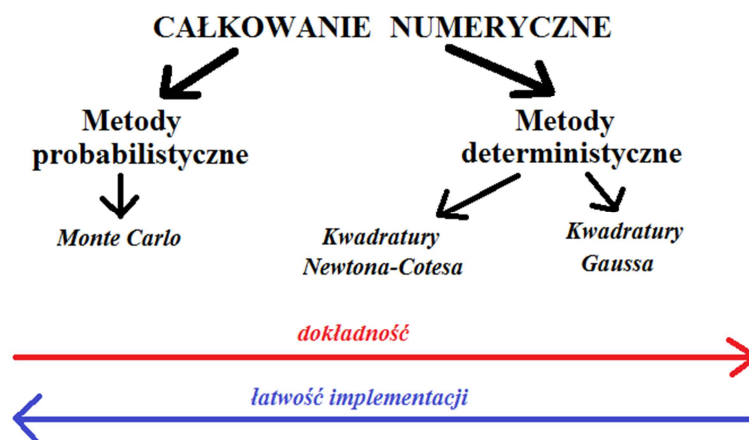 CAŁKOWANIE NUMERYCZNE
Metody
probabilistyczne
Metody
deterministyczne
Monte Carlo
Kwadratury
Newtona-Cotesa
Kwadratury
Gaussa
dokładność
łatwość implementacji